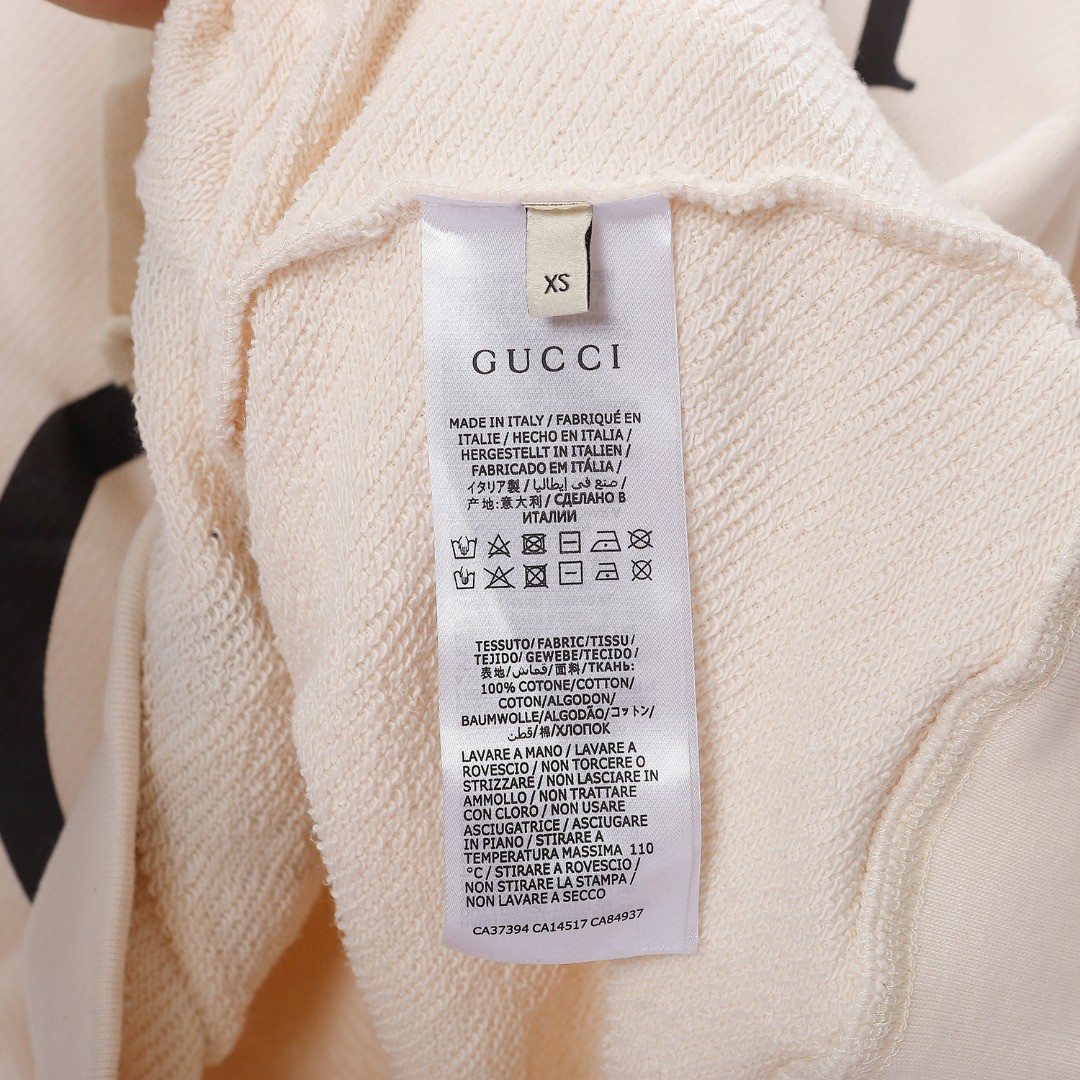 XS
GUCCI
MADE IN ITALY / FABRIQUÉ EN
ITALIE / HECHO EN ITALIA /
HERGESTELLT IN ITALIEN /
FABRICADO EM ITÁLIA /
イタリア製 / صنع في إيطاليا /
产地:意大利 / СДЕЛАНО В
ИТАЛИИ
TESSUTO/ FABRIC/TISSU/
TEJIDO/ GEWEBE/TECIDO/
表地/قماش/面料/ТКАНЬ:
100% COTONE/COTTON/
COTON/ALGODON/
BAUMWOLLE/ALGODÃO/コットン/
قطن/棉/ХЛОПОК
LAVARE A MANO / LAVARE A
ROVESCIO / NON TORCERE O
STRIZZARE / NON LASCIARE IN
AMMOLLO / NON TRATTARE
CON CLORO / NON USARE
ASCIUGATRICE / ASCIUGARE
IN PIANO / STIRARE A
TEMPERATURA MASSIMA 110
°C / STIRARE A ROVESCIO /
NON STIRARE LA STAMPA /
NON LAVARE A SECCO
CA37394 CA14517 CA84937